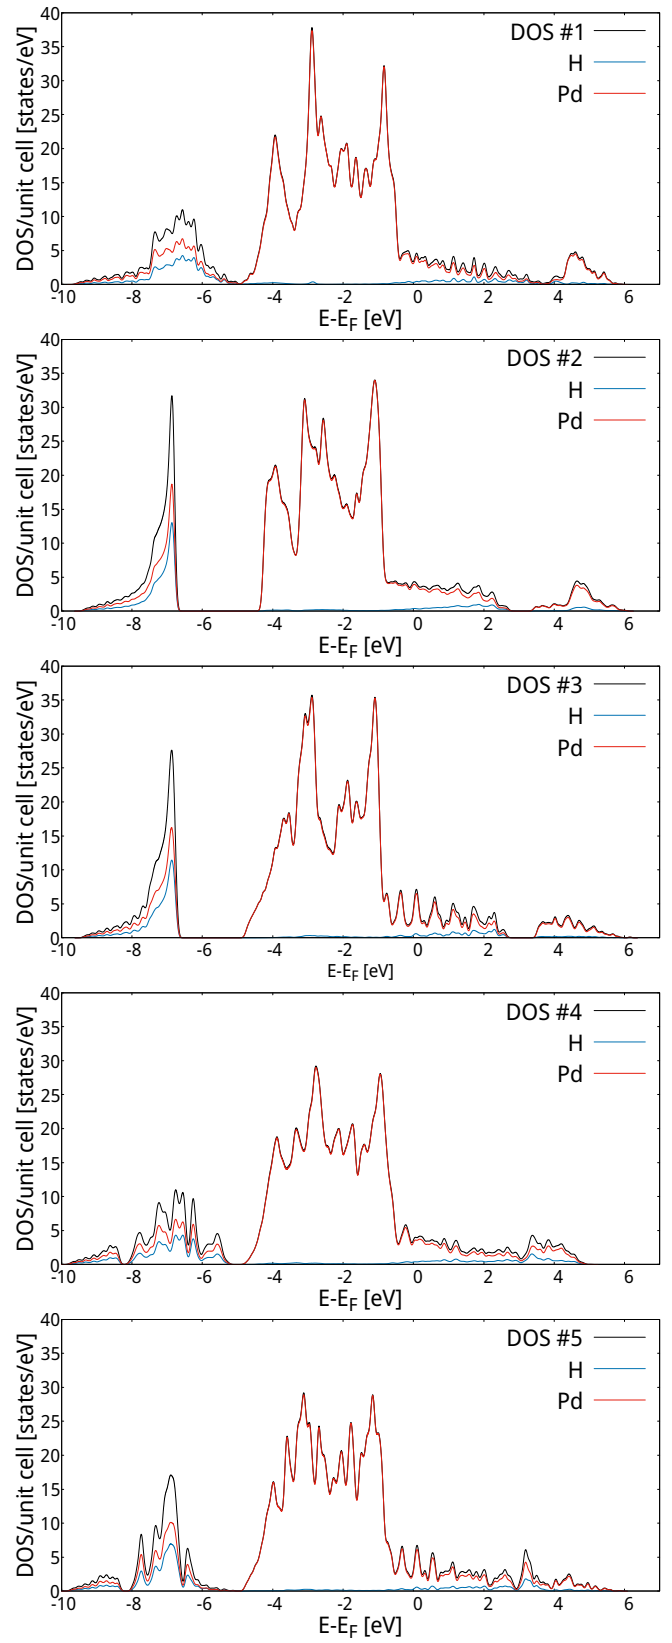 40
35
30
25
20
15
10
5
0
DOS/unit cell [states/eV]
DOS #1
H
Pd
-10 -8 -6 -4 -2 0 2 4 6
E-EF [eV]
40
35
30
25
20
15
10
5
0
DOS/unit cell [states/eV]
DOS #2
H
Pd
-10 -8 -6 -4 -2 0 2 4 6
E-EF [eV]
40
35
30
25
20
15
10
5
0
DOS/unit cell [states/eV]
DOS #3
H
Pd
-10 -8 -6 -4 -2 0 2 4 6
E-EF [eV]
40
35
30
25
20
15
10
5
0
DOS/unit cell [states/eV]
DOS #4
H
Pd
-10 -8 -6 -4 -2 0 2 4 6
E-EF [eV]
40
35
30
25
20
15
10
5
0
DOS/unit cell [states/eV]
DOS #5
H
Pd
-10 -8 -6 -4 -2 0 2 4 6
E-EF [eV]